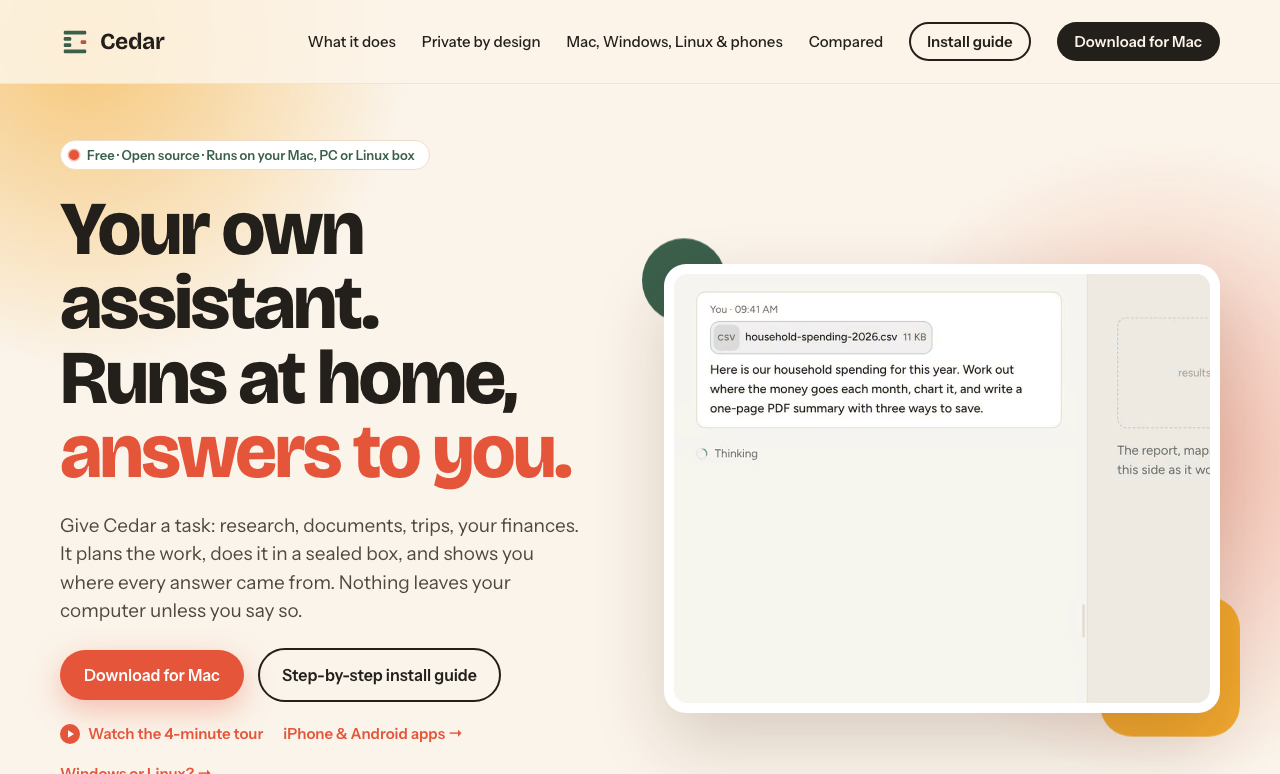 Cedar
What it does
Private by design
Mac, Windows, Linux & phones
Compared
Install guide
Download for Mac
Free · Open source · Runs on your Mac, PC or Linux box
Your own
assistant.
Runs at home,
answers to you.
Give Cedar a task: research, documents, trips, your finances.
It plans the work, does it in a sealed box, and shows you
where every answer came from. Nothing leaves your
computer unless you say so.
Download for Mac
Step-by-step install guide
Watch the 4-minute tour
iPhone & Android apps →
Windows or Linux? →
You · 09:41 AM
CSV
household-spending-2026.csv 11 KB
Here is our household spending for this year. Work out
where the money goes each month, chart it, and write a
one-page PDF summary with three ways to save.
Thinking
results
The report, map
this side as it